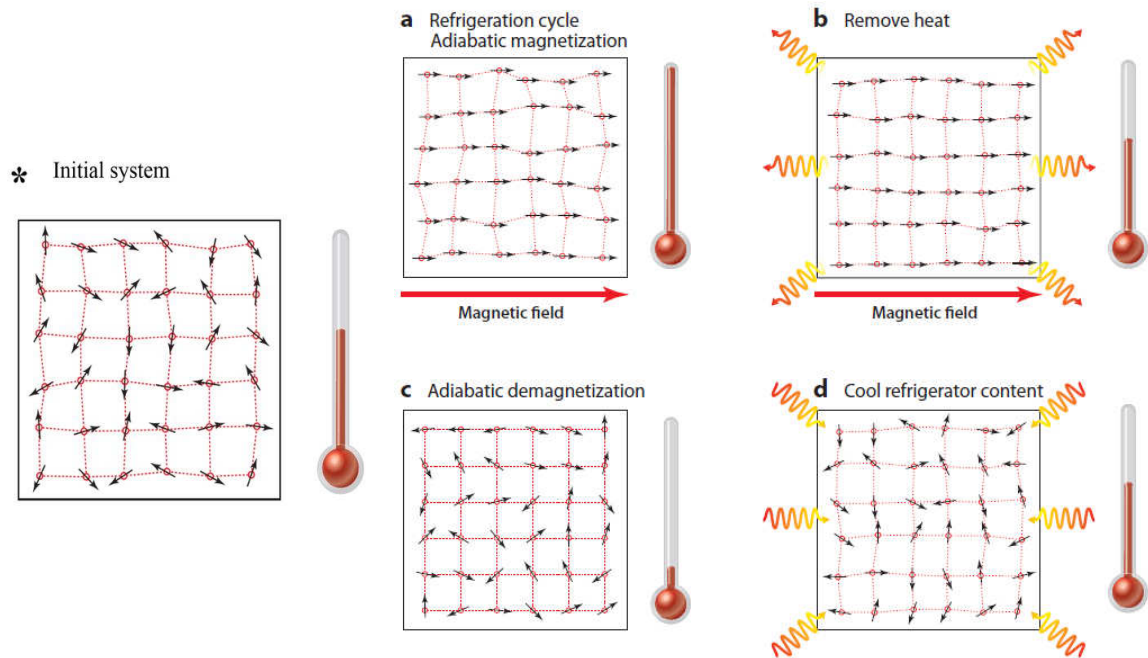 * Initial system
a Refrigeration cycle
Adiabatic magnetization
Magnetic field
b Remove heat
Magnetic field
c Adiabatic demagnetization
d Cool refrigerator content